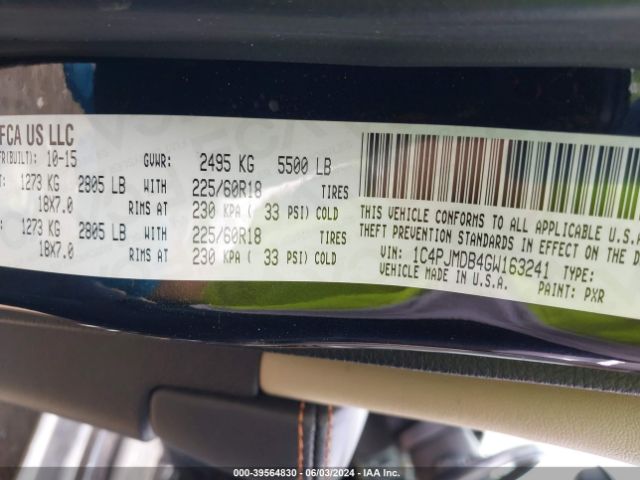 FCA US LLC
FR(BUILT): 10-15 GVWR: 2495 KG 5500 LB
T: 1273 KG 2805 LB WITH 225/60R18 TIRES
18X7.0 RIMS AT 230 KPA ( 33 PSI) COLD
T: 1273 KG 2805 LB WITH 225/60R18 TIRES
18X7.0 RIMS AT 230 KPA ( 33 PSI) COLD
THIS VEHICLE CONFORMS TO ALL APPLICABLE U.S.A
THEFT PREVENTION STANDARDS IN EFFECT ON THE D
VIN: 1C4PJMDB4GW163241 TYPE:
VEHICLE MADE IN U.S.A. PAINT: PXR
000-39564830 - 06/03/2024 - IAA Inc.